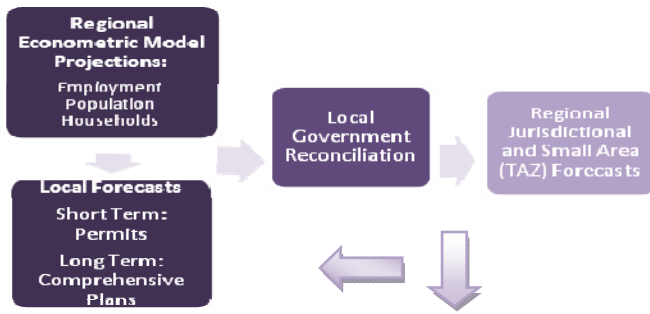 Regional
Econometric Model
Projections:
Employment
Population
Households
Local Forecasts
Short Term:
Permits
Long Term:
Comprehensive
Plans
Local
Government
Reconciliation
Regional
Jurisdictional
and Small Area
(TAZ) Forecasts